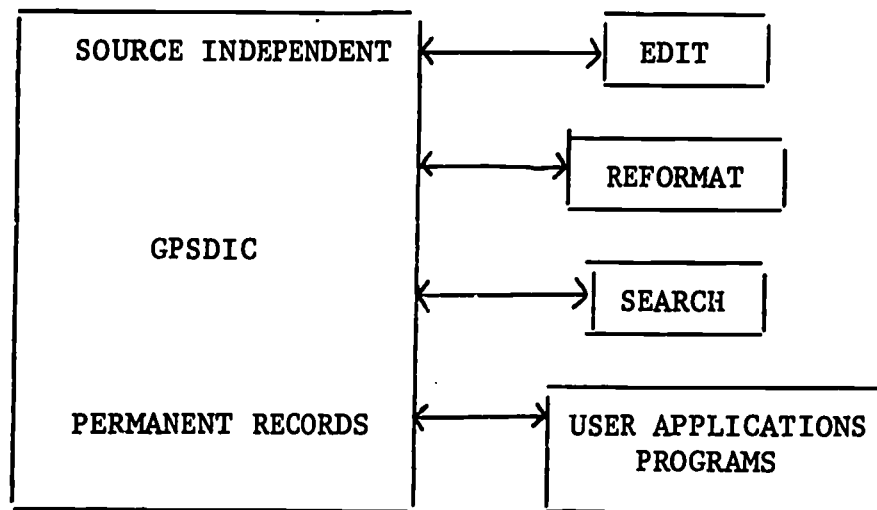 SOURCE INDEPENDENT
EDIT
REFORMAT
GPSDIC
SEARCH
PERMANENT RECORDS
USER APPLICATIONS
PROGRAMS